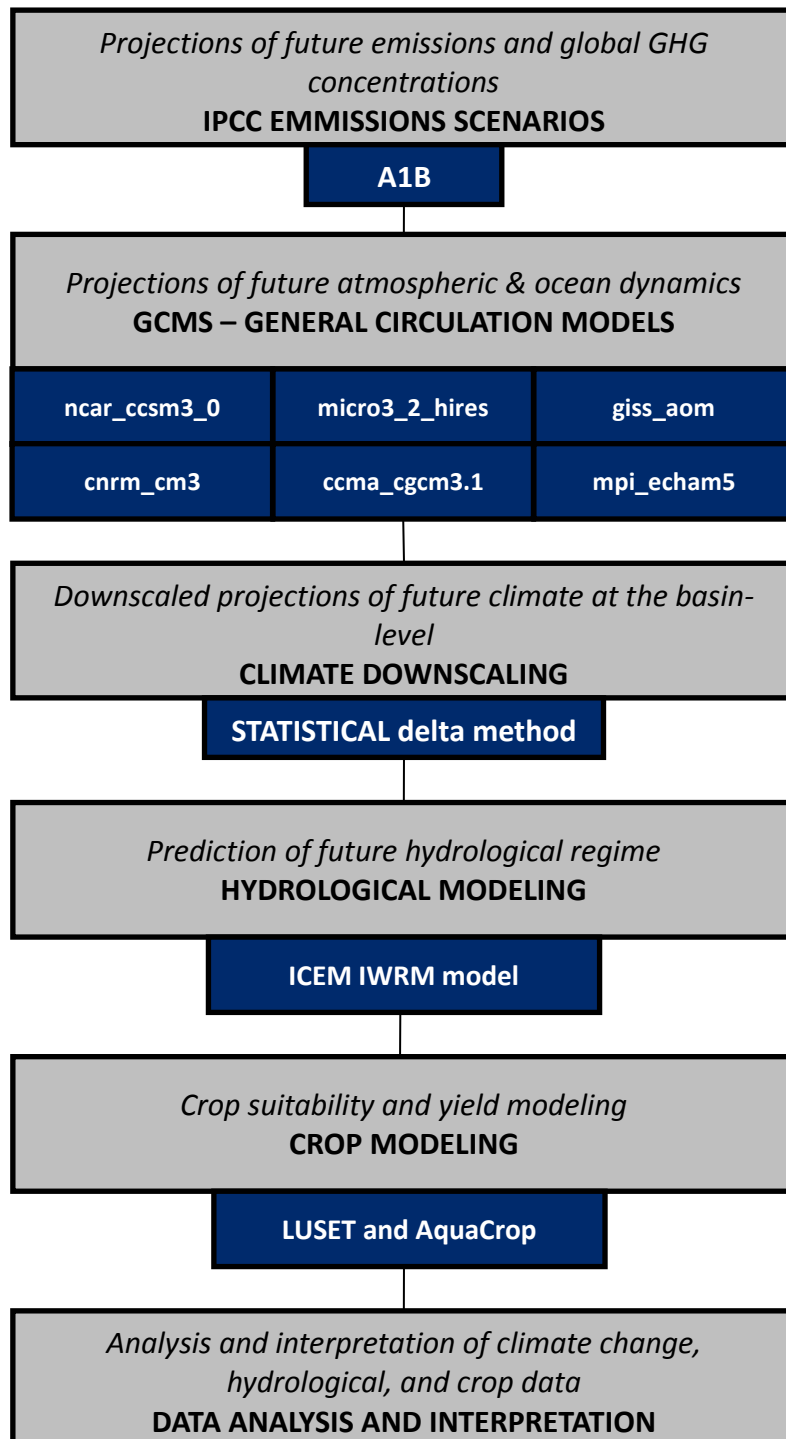 Projections of future emissions and global GHG
concentrations
IPCC EMMISSIONS SCENARIOS
A1B
Projections of future atmospheric & ocean dynamics
GCMS – GENERAL CIRCULATION MODELS
ncar_ccsm3_0 micro3_2_hires giss_aom
cnrm_cm3 ccma_cgcm3.1 mpi_echam5
Downscaled projections of future climate at the basin-
level
CLIMATE DOWNSCALING
STATISTICAL delta method
Prediction of future hydrological regime
HYDROLOGICAL MODELING
ICEM IWRM model
Crop suitability and yield modeling
CROP MODELING
LUSET and AquaCrop
Analysis and interpretation of climate change,
hydrological, and crop data
DATA ANALYSIS AND INTERPRETATION